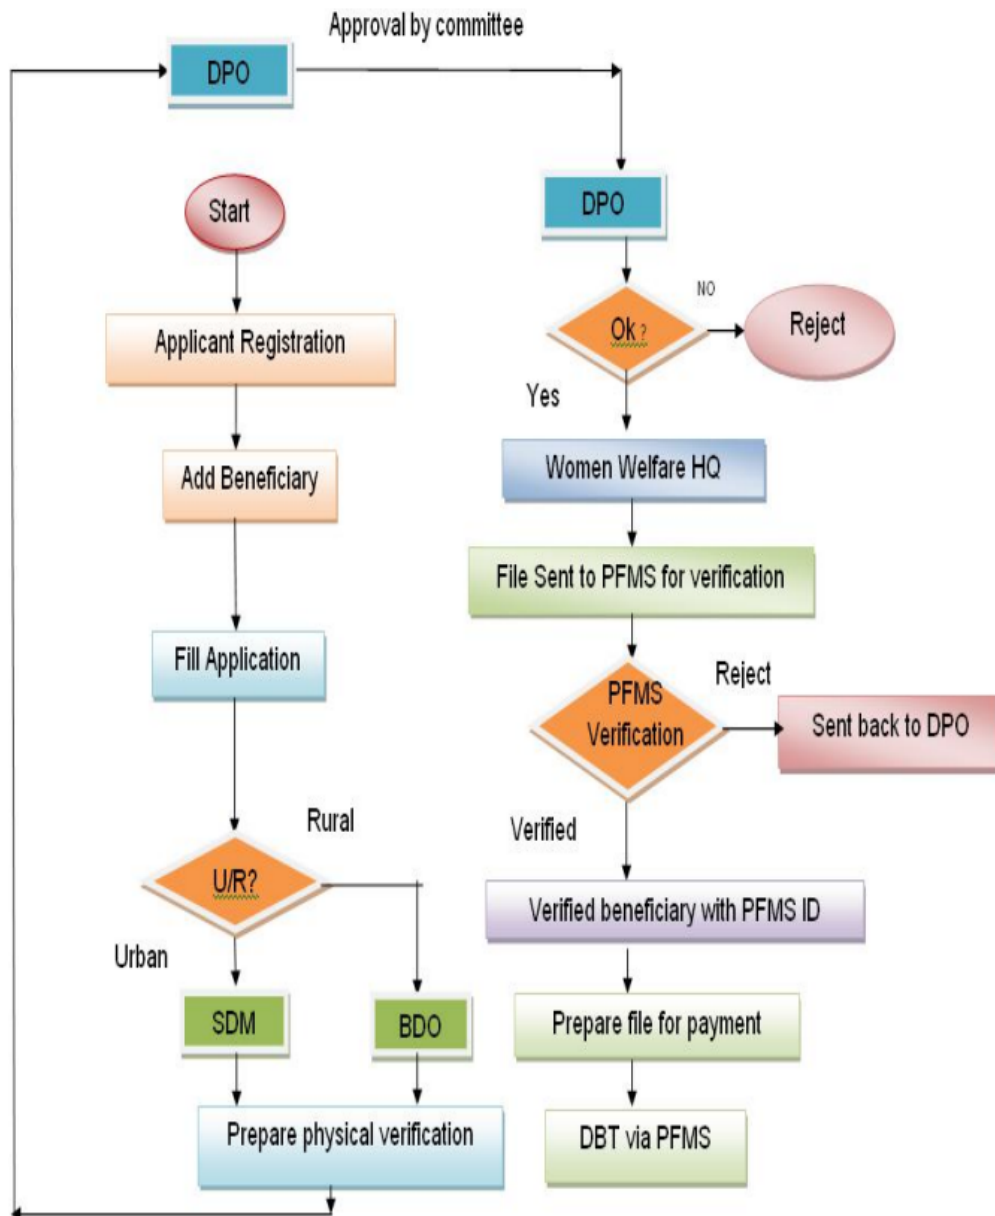 Approval by committee
DPO
DPO
Start
NO
Ok ?
Reject
Applicant Registration
Yes
Women Welfare HQ
Add Beneficiary
File Sent to PFMS for verification
Fill Application
Reject
PFMS
Verification
Sent back to DPO
Rural
Verified
U/R?
Verified beneficiary with PFMS ID
Urban
SDM
BDO
Prepare file for payment
Prepare physical verification
DBT via PFMS